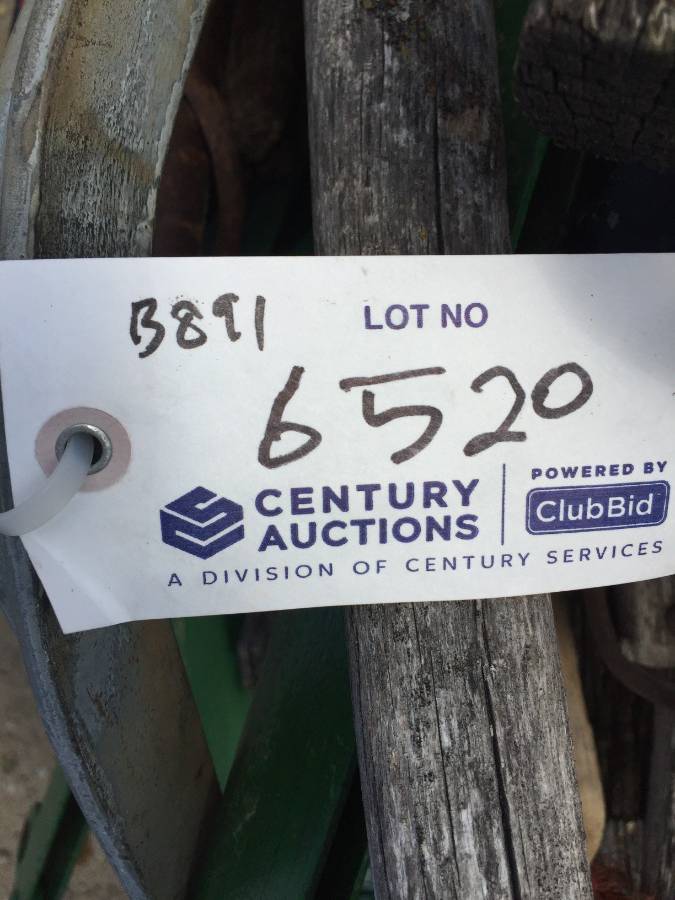 B891 LOT NO
6520
CENTURY
AUCTIONS
POWERED BY
ClubBid
A DIVISION OF CENTURY SERVICES